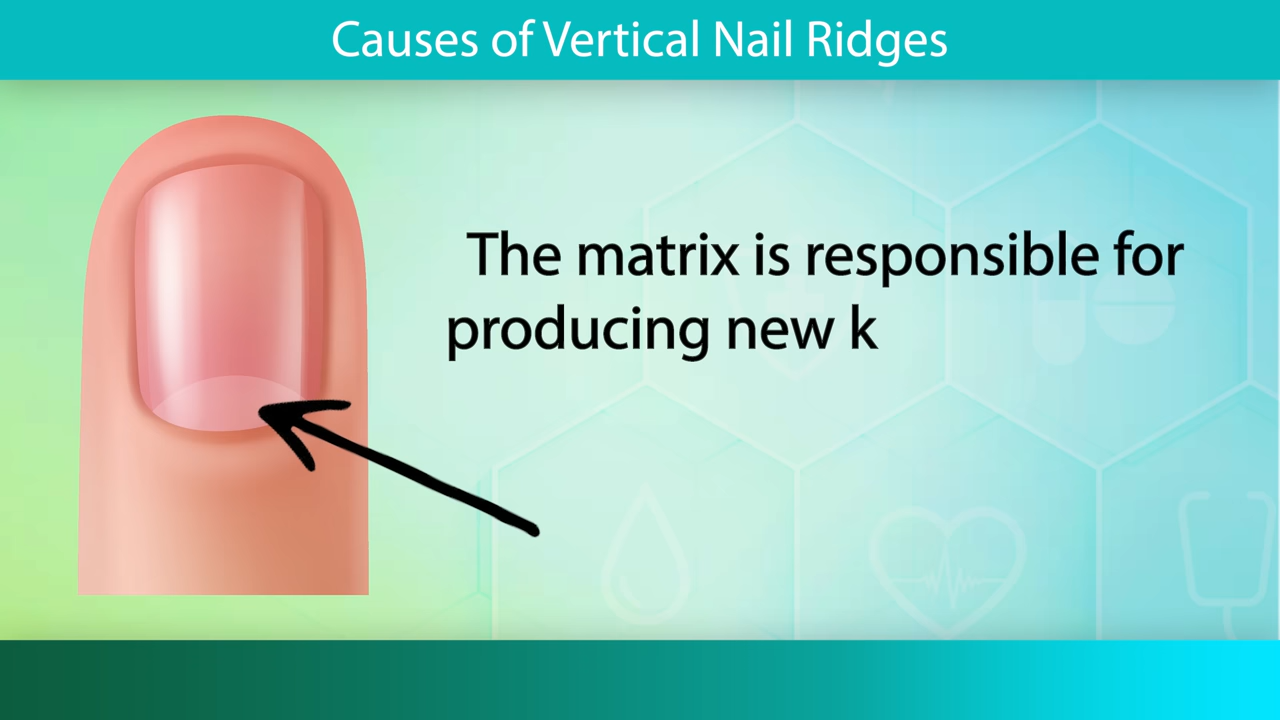 Causes of Vertical Nail Ridges
The matrix is responsible for
producing new k